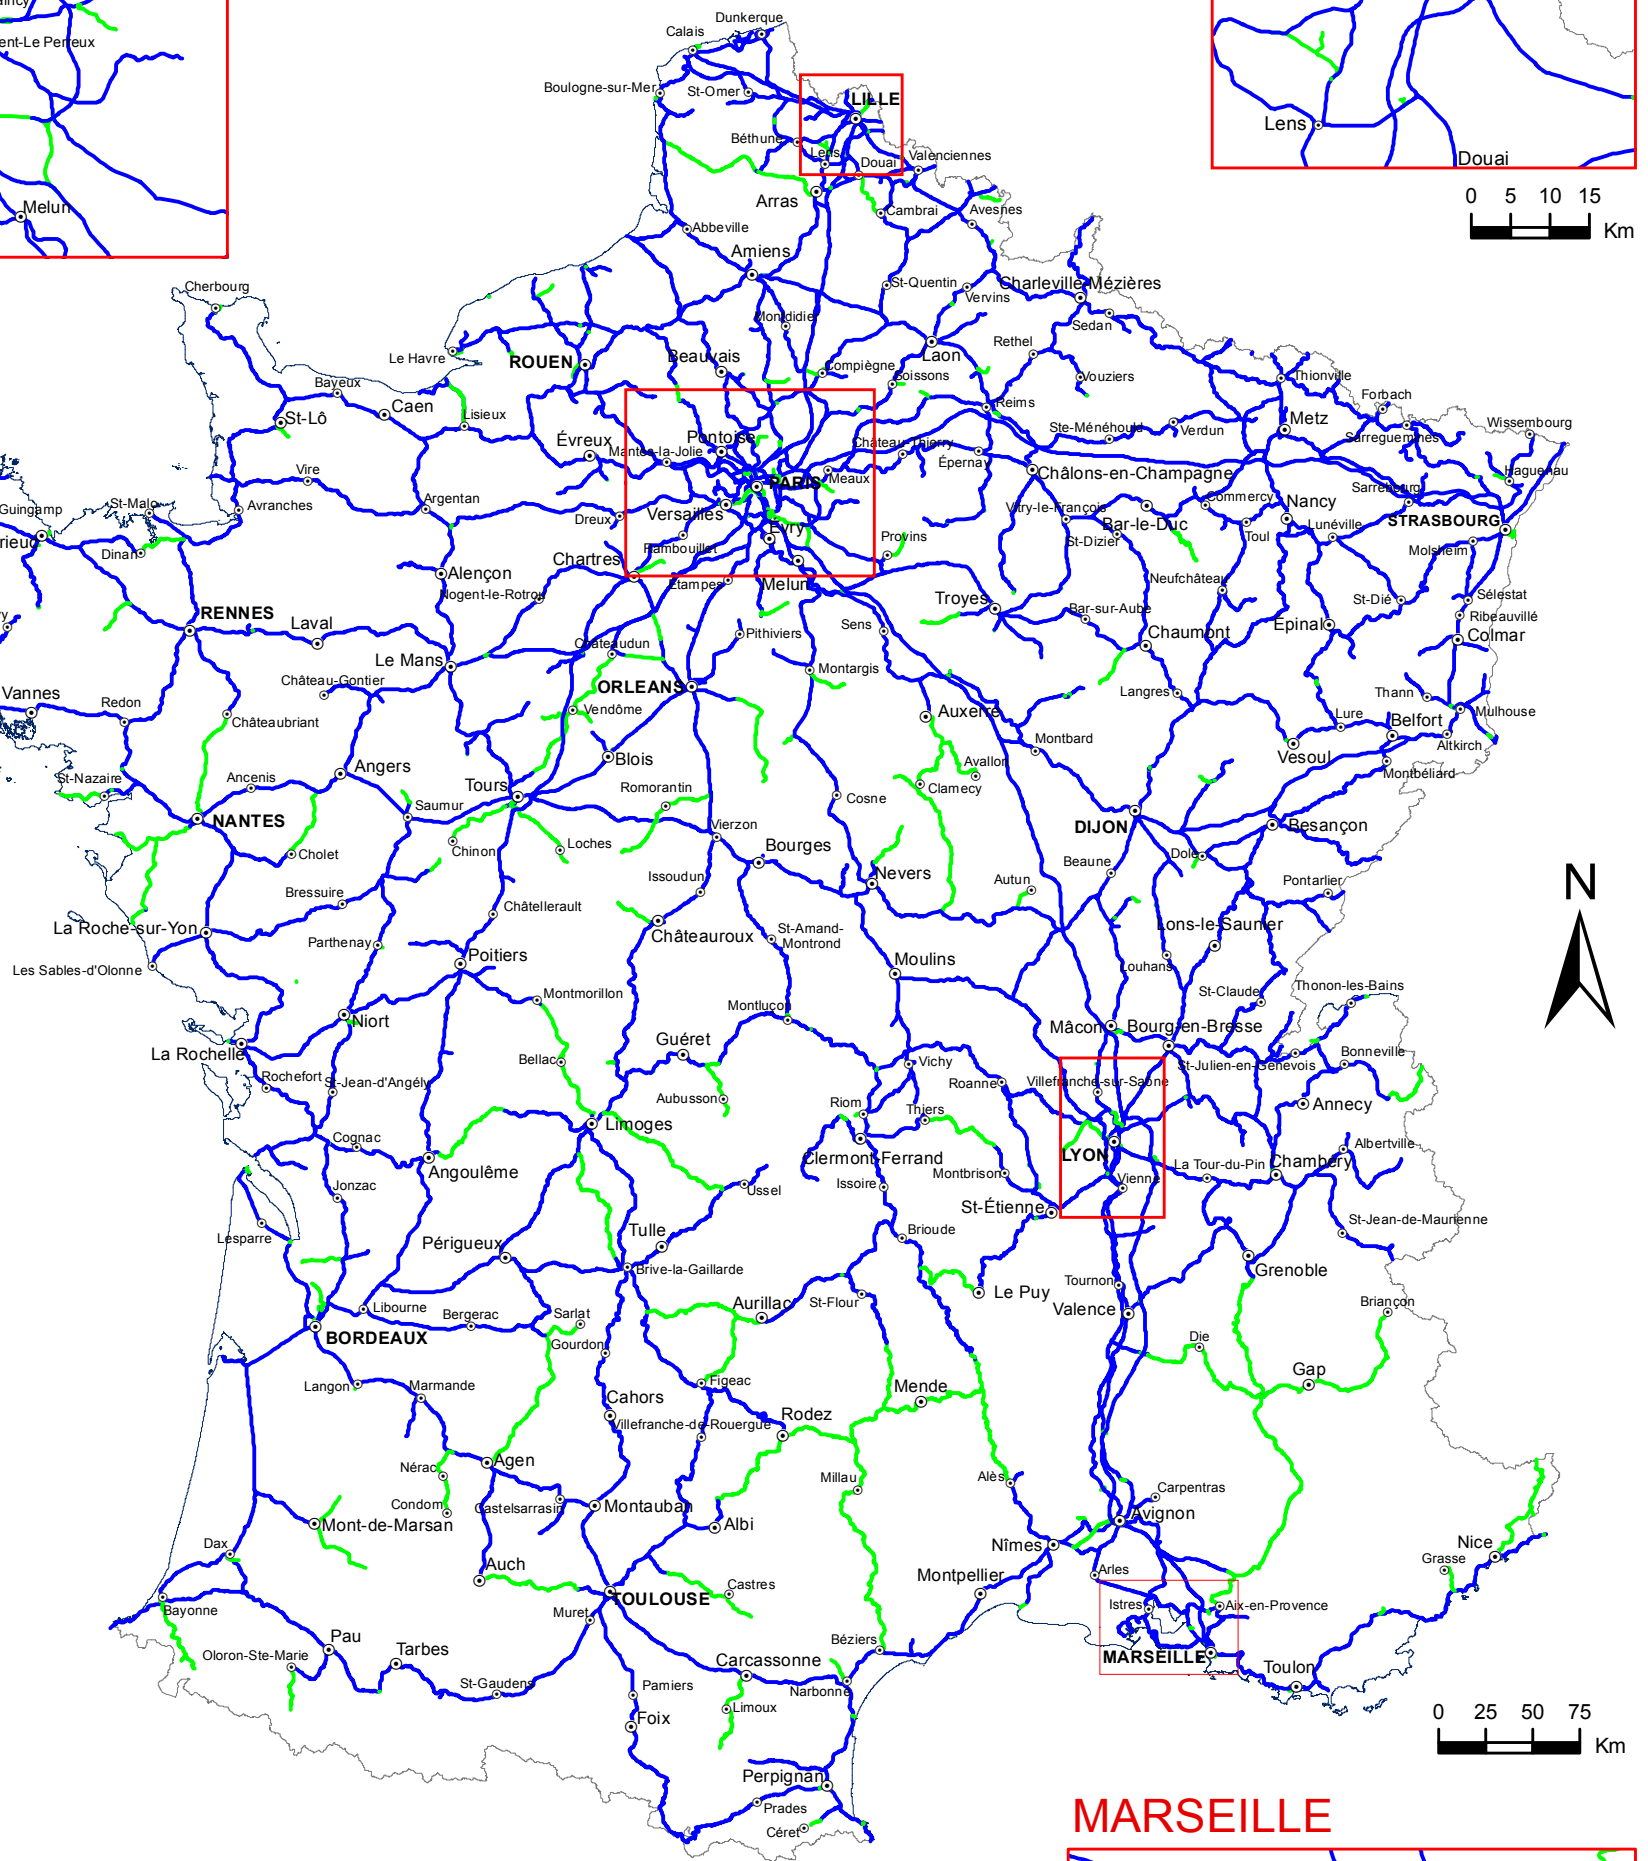 aincy
ent-Le Perreux
Melun
Lens
Douai
0 5 10 15
Km
Dunkerque
Calais
Boulogne-sur-Mer
St-Omer
LILLE
Béthune
Lens
Douai
Valenciennes
Arras
Cambrai
Avesnes
Abbeville
Amiens
St-Quentin
Vervins
Charleville-Mézières
Sedan
Cherbourg
Montdidier
Le Havre
ROUEN
Beauvais
Compiègne
Laon
Soissons
Rethel
Vouziers
Thionville
Forbach
Bayeux
Caen
St-Lô
Lisieux
Reims
Metz
Sarreguemines
Wissembourg
Évreux
Mantes-la-Jolie
Pontoise
Château-Thierry
Ste-Ménéhould
Verdun
Épernay
Vire
PARIS
Meaux
Châlons-en-Champagne
Haguenau
Guingamp
St-Malo
Avranches
Argentan
Dreux
Versailles
Evry
Vitry-le-François
Commercy
Nancy
Sarrebourg
rieuc
Dinan
Rambouillet
Provins
Bar-le-Duc
St-Dizier
Toul
Lunéville
STRASBOURG
Molsheim
Chartres
Etampes
Melun
Alençon
Nogent-le-Rotrou
Neufchâteau
Troyes
Bar-sur-Aube
St-Dié
Sélestat
Ribeauvillé
RENNES
Laval
Châteaudun
Pithiviers
Sens
Chaumont
Epinal
Colmar
Le Mans
Montargis
Château-Gontier
ORLEANS
Langres
Thann
Vannes
Redon
Châteaubriant
Vendôme
Auxerre
Lure
Belfort
Mulhouse
Montbard
Vesoul
Altkirch
St-Nazaire
Ancenis
Angers
Blois
Avallon
Clamecy
Montbéliard
Saumur
Tours
Romorantin
Cosne
NANTES
Vierzon
DIJON
Besançon
Cholet
Chinon
Loches
Bourges
Beaune
Dole
Bressuire
Issoudun
Nevers
Autun
Pontarlier
Châtellerault
La Roche-sur-Yon
Châteauroux
St-Amand-
Montrond
Lons-le-Saunier
Parthenay
Poitiers
Les Sables-d'Olonne
Moulins
Louhans
Montmorillon
Montluçon
St-Claude
Thonon-les-Bains
Niort
Mâcon
Bourg-en-Bresse
La Rochelle
Guéret
Bellac
Vichy
St-Julien-en-Genevois
Bonneville
Rochefort
St-Jean-d'Angély
Roanne
Villefranche-sur-Saône
Aubusson
Riom
Thiers
Annecy
Limoges
Cognac
Clermont-Ferrand
LYON
Albertville
Angoulême
Montbrison
La Tour-du-Pin
Chambéry
Jonzac
Ussel
Issoire
Vienne
St-Étienne
Lesparre
Tulle
Brioude
St-Jean-de-Maurienne
Périgueux
Brive-la-Gaillarde
Grenoble
Le Puy
Tournon
Libourne
Bergerac
Sarlat
Aurillac
St-Flour
Valence
Briançon
BORDEAUX
Gourdon
Die
Langon
Marmande
Figeac
Mende
Gap
Cahors
Villefranche-de-Rouergue
Rodez
Nérac
Agen
Millau
Alès
Condom
Castelsarrasin
Montauban
Carpentras
Mont-de-Marsan
Albi
Avignon
Dax
Nîmes
Nice
Auch
Grasse
Castres
Montpellier
Arles
TOULOUSE
Bayonne
Muret
Istres
Aix-en-Provence
Pau
Béziers
Oloron-Ste-Marie
Tarbes
Carcassonne
MARSEILLE
Toulon
St-Gaudens
Pamiers
Narbonne
Limoux
Foix
Perpignan
Prades
Céret
N
0 25 50 75
Km
MARSEILLE